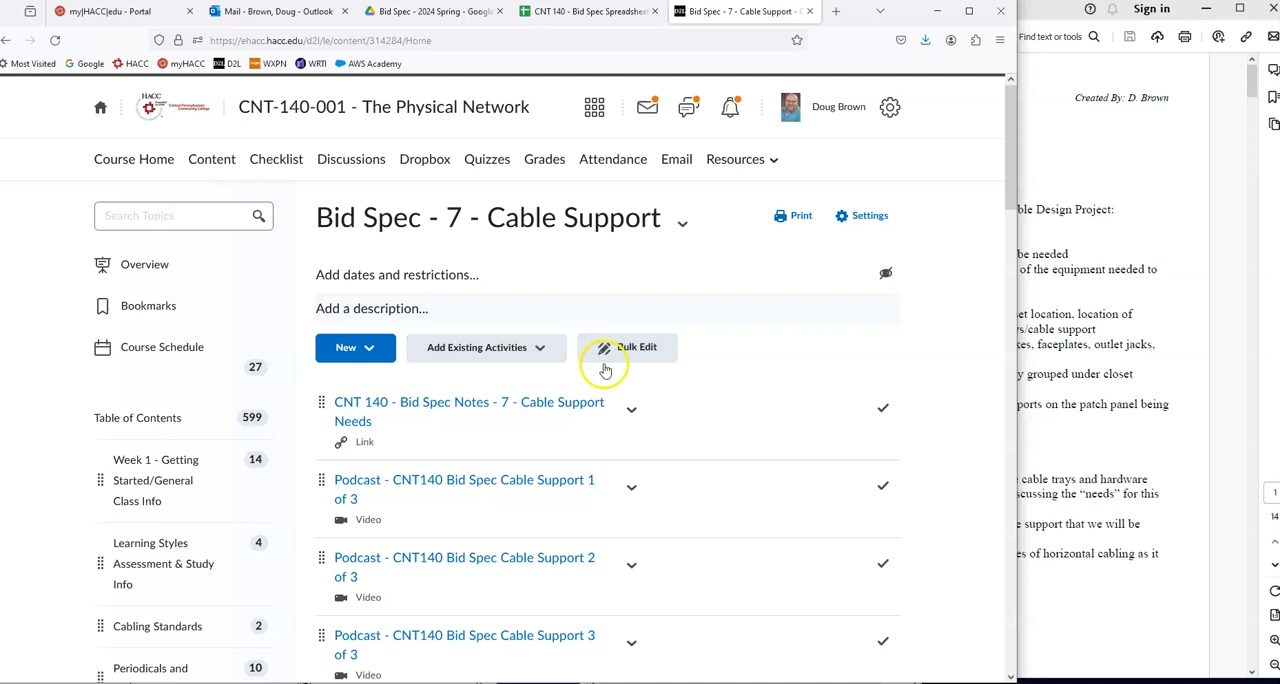 my|HACC|edu - Portal
Mail - Brown, Doug - Outlook
Bid Spec - 2024 Spring - Google
CNT 140 - Bid Spec Spreadshee
Bid Spec - 7 - Cable Support - C
Sign in
https://ehacc.hacc.edu/d2l/le/content/314284/Home
Find text or tools
Most Visited
Google
HACC
myHACC
D2L
WXPN
WRTI
AWS Academy
HACC
CNT-140-001 - The Physical Network
Doug Brown
Created By: D. Brown
Course Home
Content
Checklist
Discussions
Dropbox
Quizzes
Grades
Attendance
Email
Resources
Search Topics
Overview
Bookmarks
Course Schedule
27
Table of Contents
599
Week 1 - Getting
Started/General
Class Info
14
Learning Styles
Assessment & Study
Info
4
Cabling Standards
2
Periodicals and
10
Bid Spec - 7 - Cable Support
Print
Settings
Add dates and restrictions...
Add a description...
New
Add Existing Activities
Bulk Edit
CNT 140 - Bid Spec Notes - 7 - Cable Support
Needs
Link
Podcast - CNT140 Bid Spec Cable Support 1
of 3
Video
Podcast - CNT140 Bid Spec Cable Support 2
of 3
Video
Podcast - CNT140 Bid Spec Cable Support 3
of 3
Video
ble Design Project:
be needed
of the equipment needed to
et location, location of
s/cable support
es, faceplates, outlet jacks,
y grouped under closet
ports on the patch panel being
cable trays and hardware
scussing the “needs” for this
e support that we will be
es of horizontal cabling as it
1
14